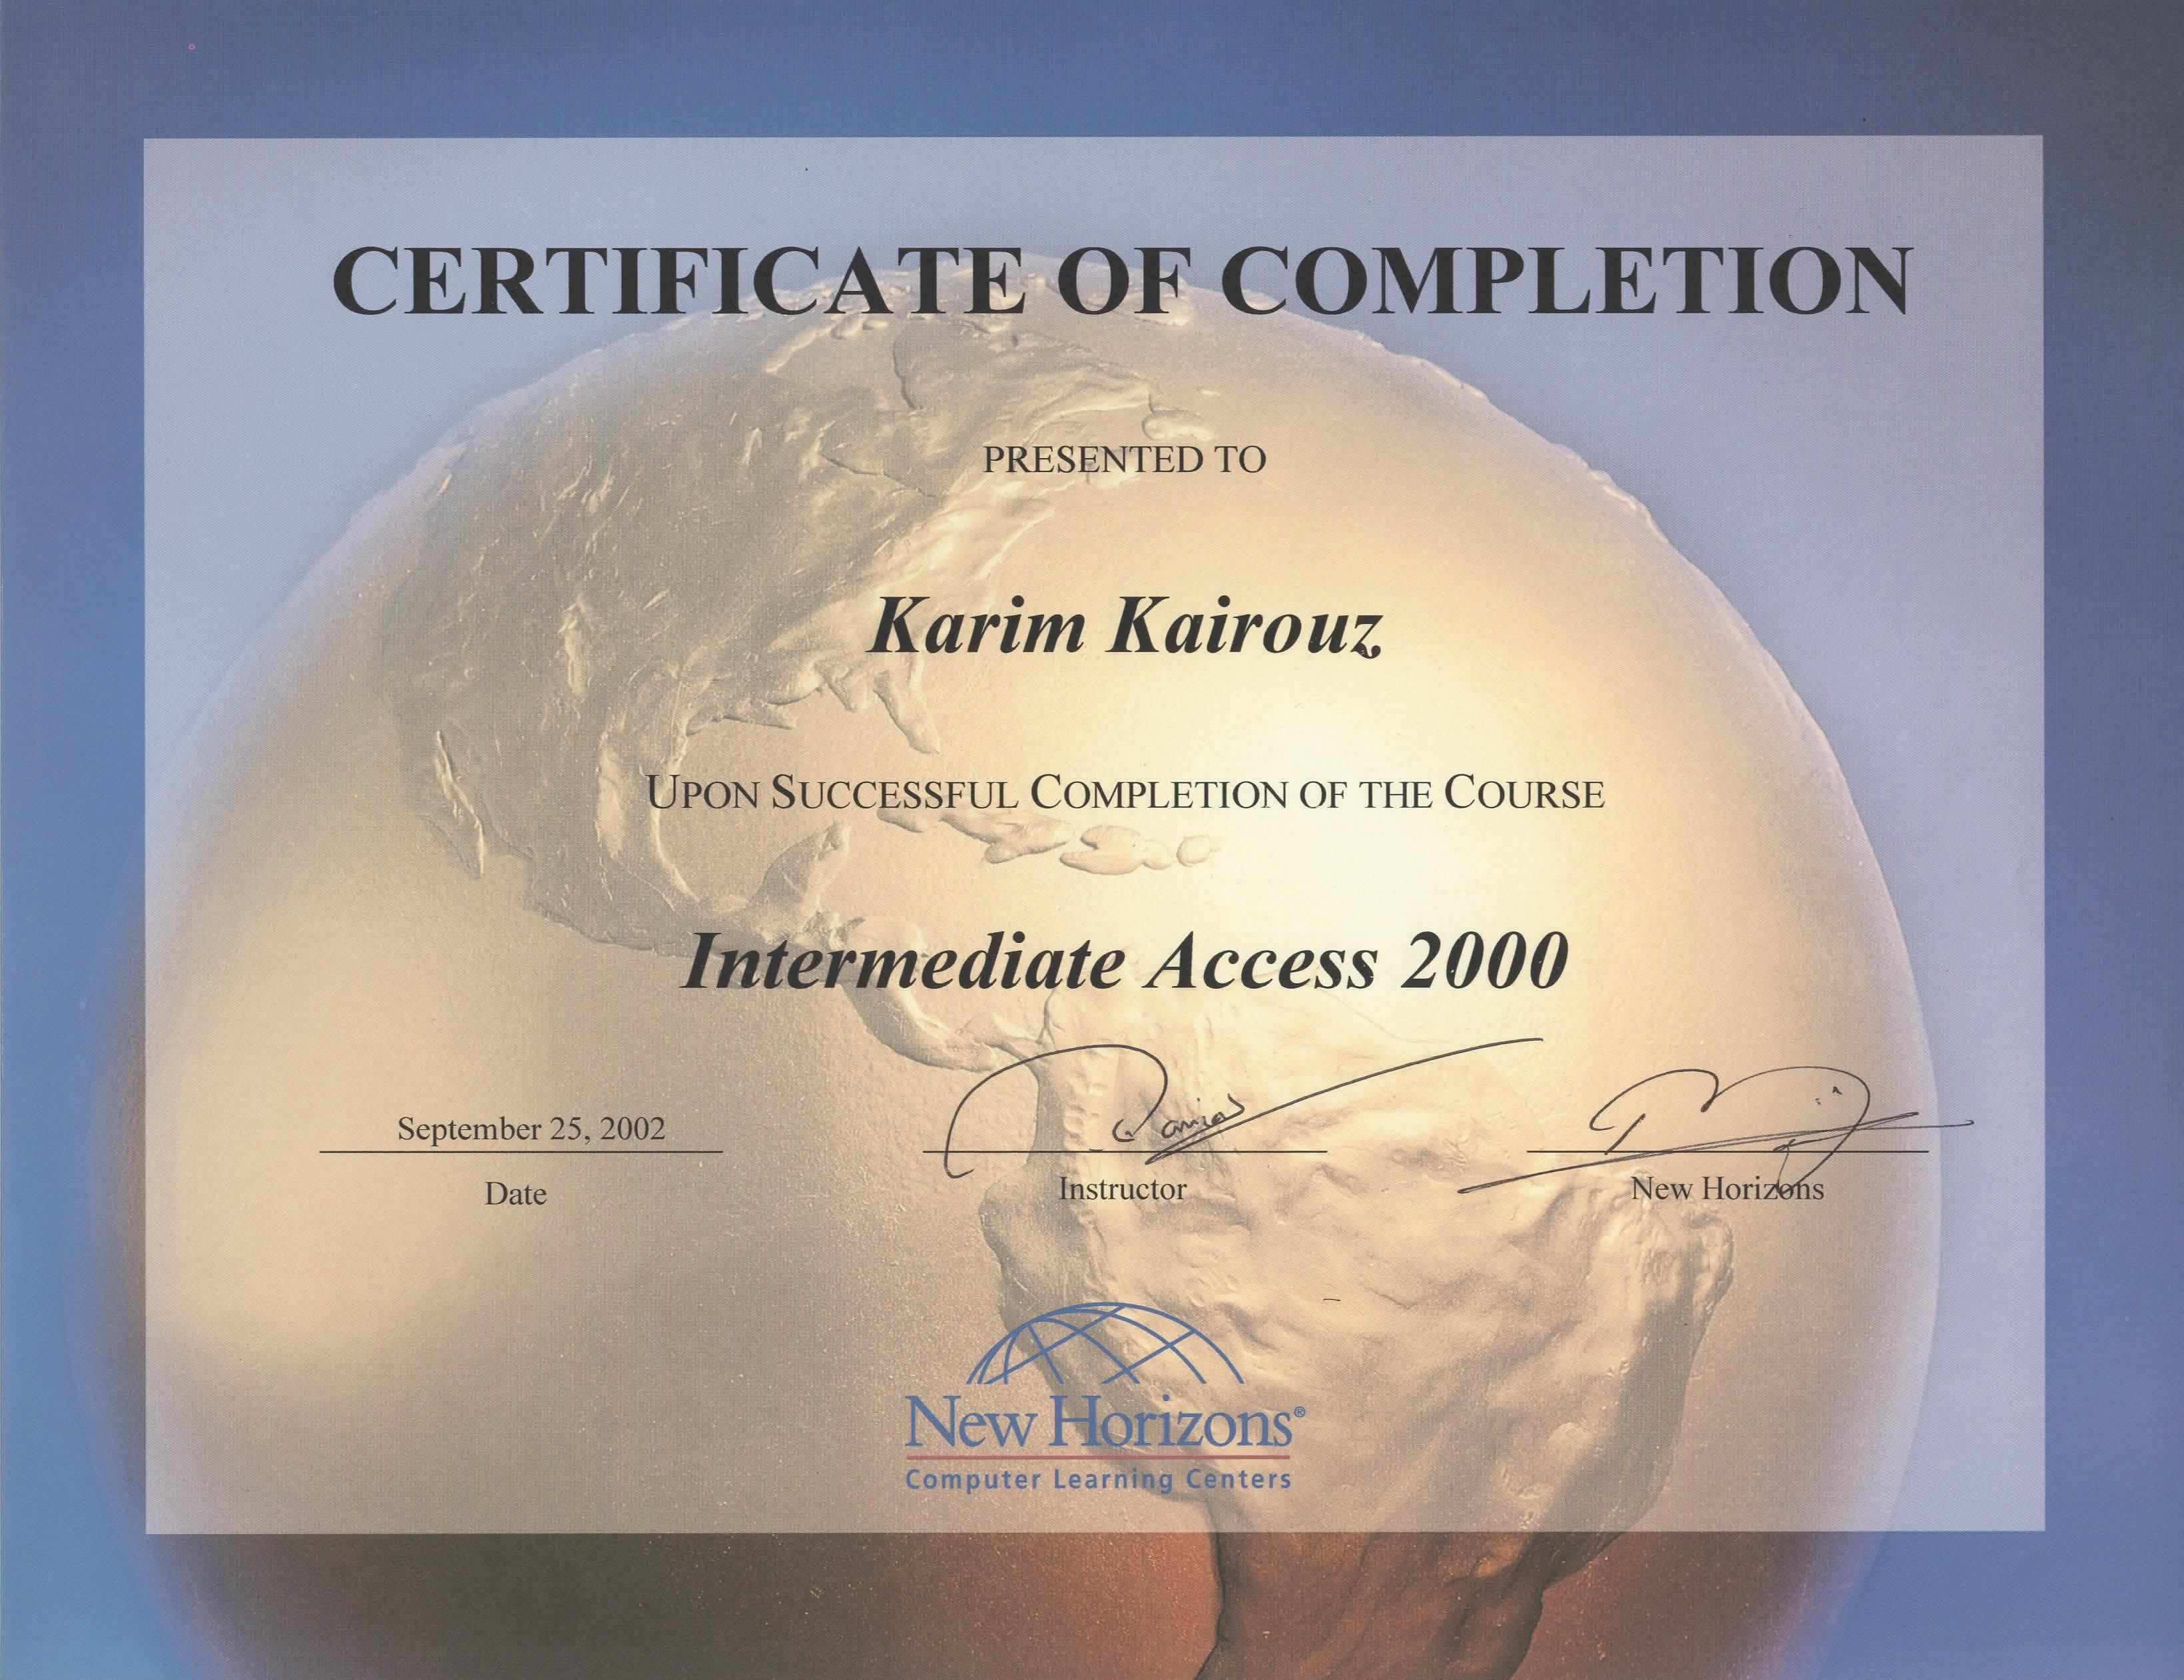 CERTIFICATE OF COMPLETION
PRESENTED TO
Karim Kairouz
UPON SUCCESSFUL COMPLETION OF THE COURSE
Intermediate Access 2000
September 25, 2002
Date
Instructor
New Horizons
New Horizons®
Computer Learning Centers